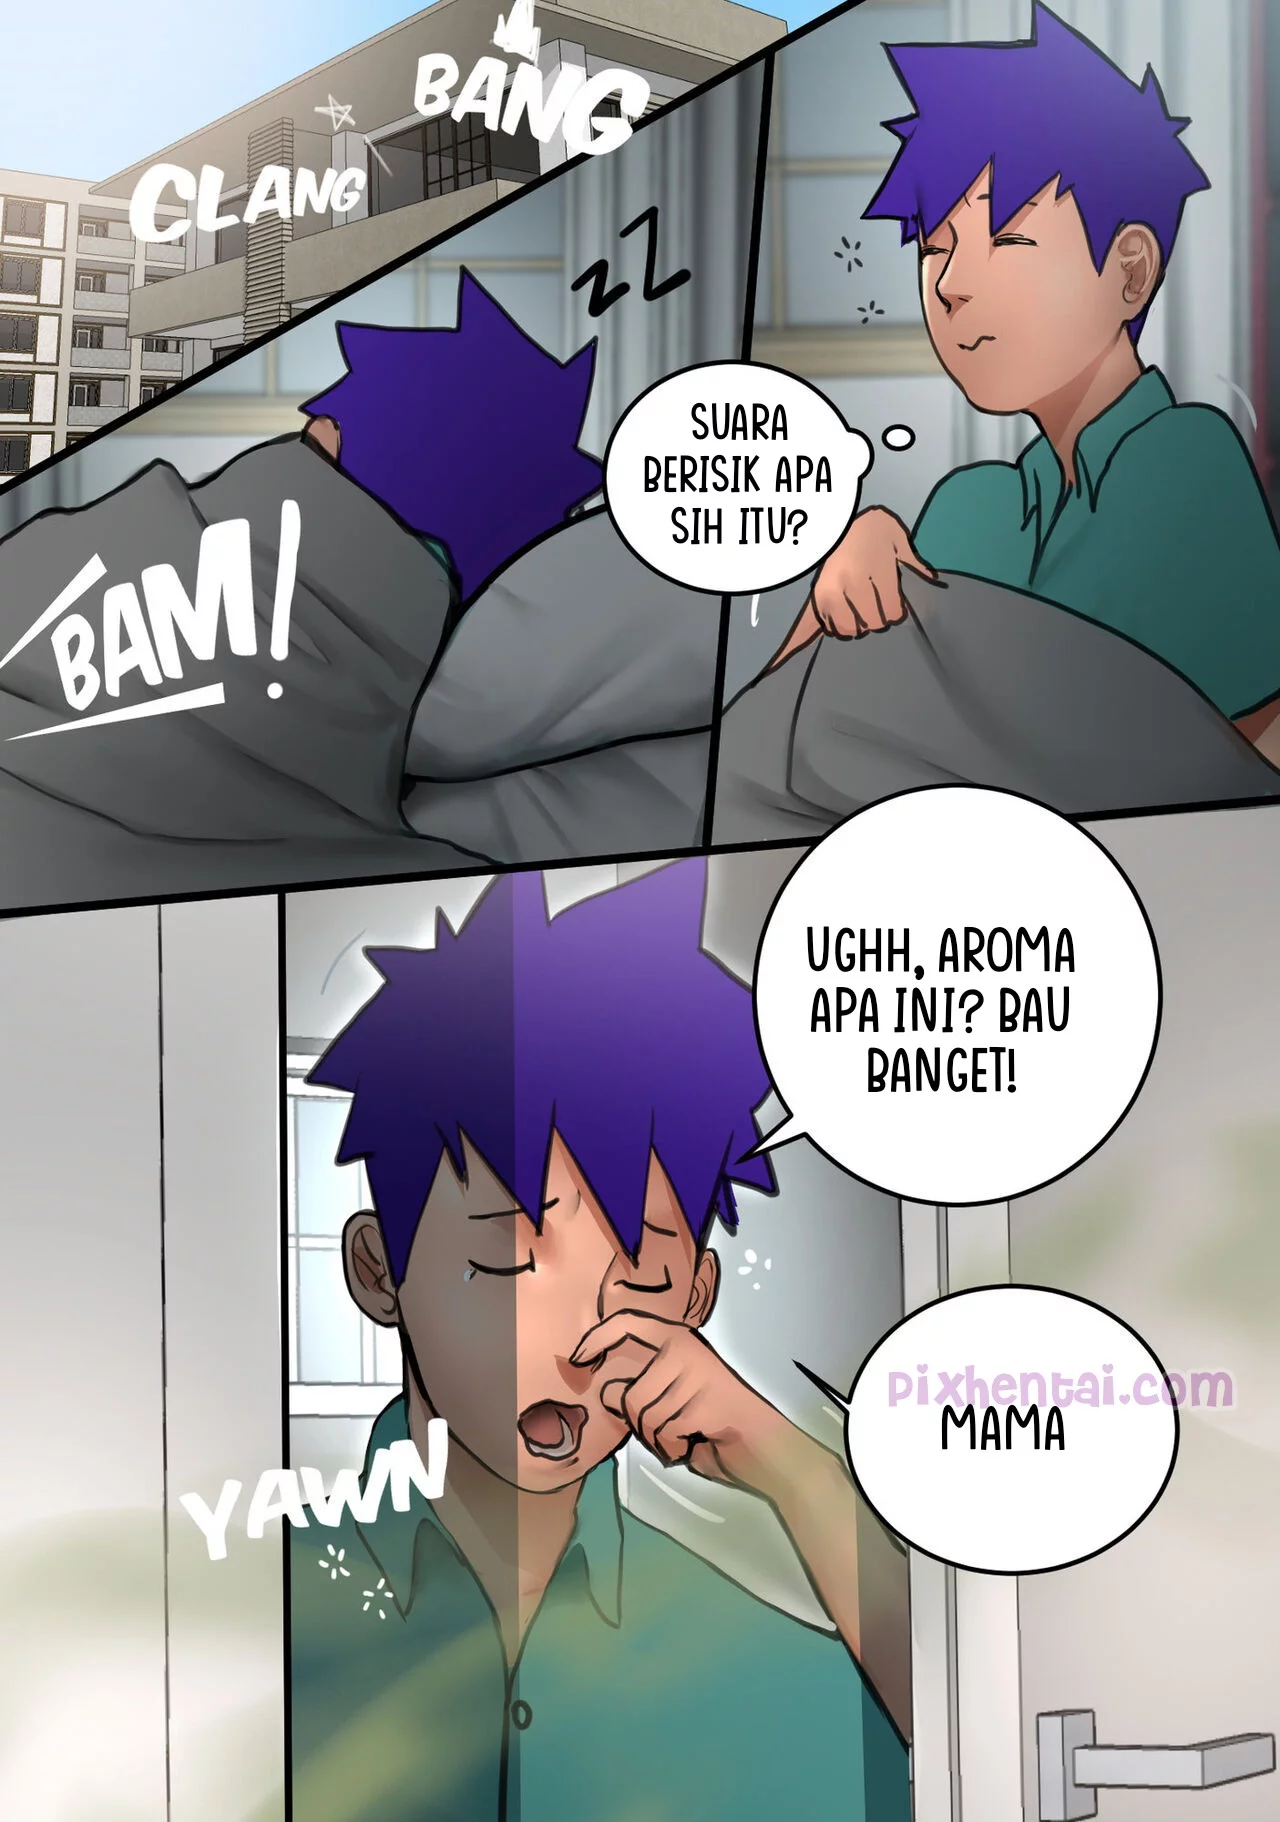 BANG
CLANG
ZZ
SUARA
BERISIK APA
SIH ITU?
BAM!
UGHH, AROMA
APA INI? BAU
BANGET!
pixhentai.com
MAMA
YAWN